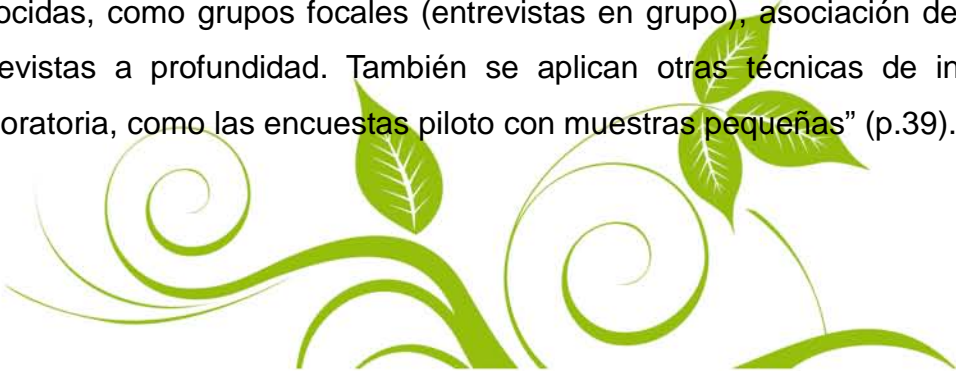 ocidas, como grupos focales (entrevistas en grupo), asociación de
evistas a profundidad. También se aplican otras técnicas de in
oratoria, como las encuestas piloto con muestras pequeñas” (p.39).